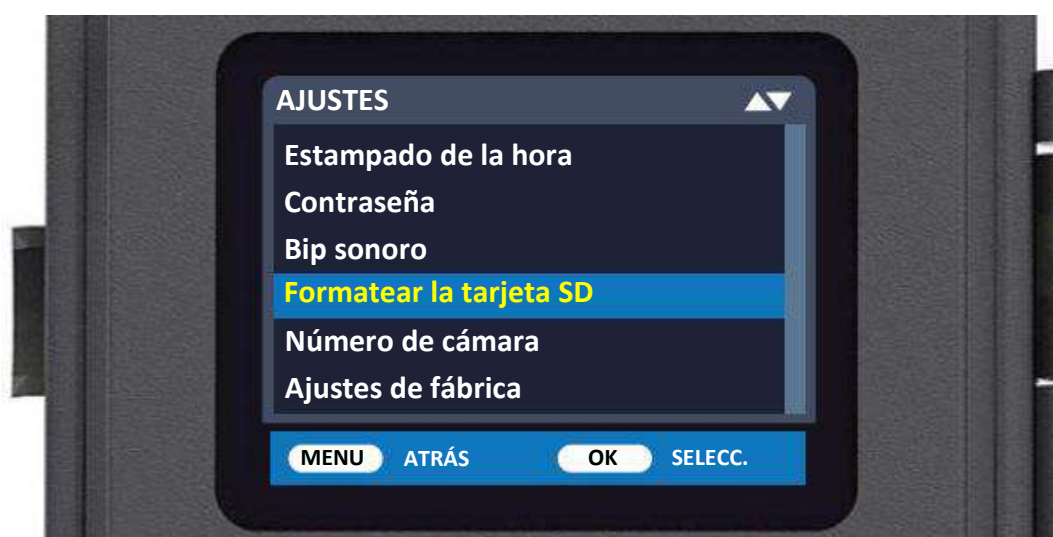 AJUSTES
Estampado de la hora
Contraseña
Bip sonoro
Formatear la tarjeta SD
Número de cámara
Ajustes de fábrica
MENU ATRÁS OK SELECC.